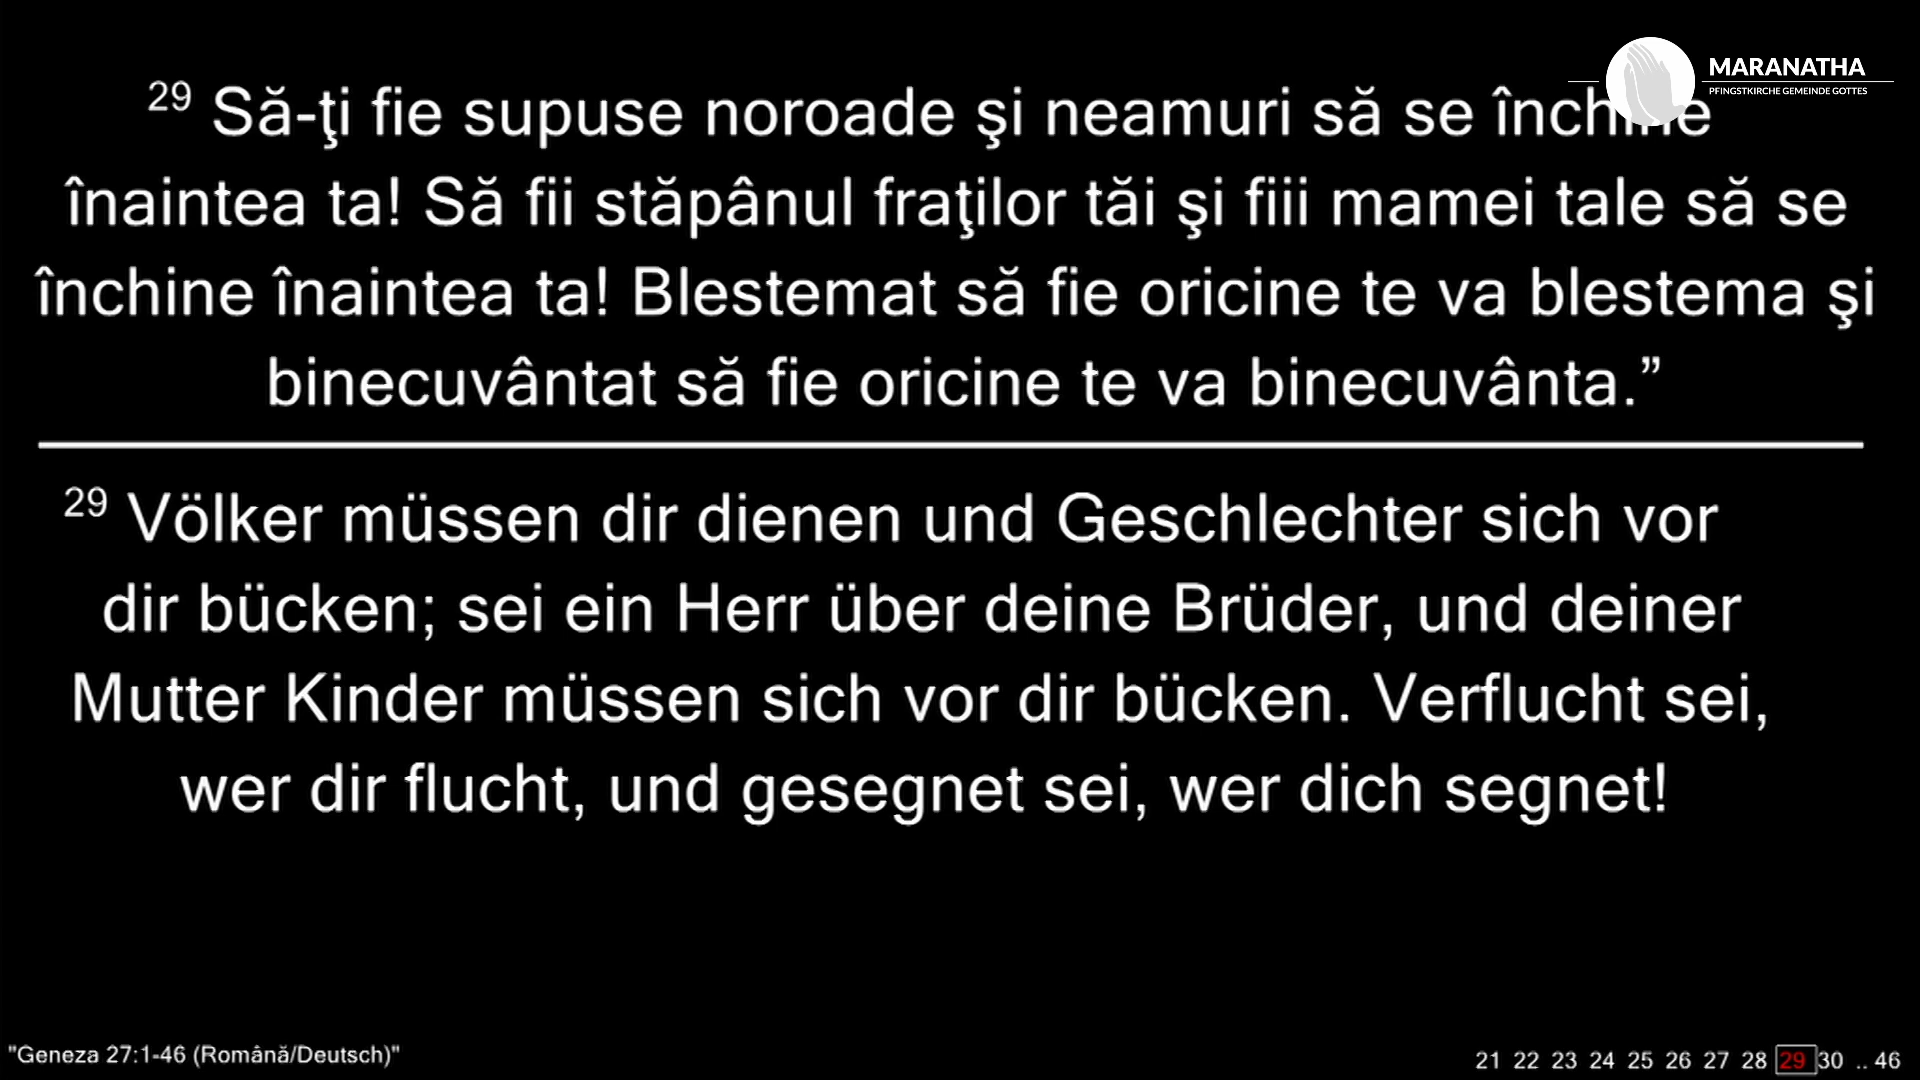 MARANATHA
PFINGSTKIRCHE GEMEINDE GOTTES
29 Să-ţi fie supuse noroade şi neamuri să se închine
înaintea ta! Să fii stăpânul fraţilor tăi şi fiii mamei tale să se
închine înaintea ta! Blestemat să fie oricine te va blestema şi
binecuvântat să fie oricine te va binecuvânta.”
29 Völker müssen dir dienen und Geschlechter sich vor
dir bücken; sei ein Herr über deine Brüder, und deiner
Mutter Kinder müssen sich vor dir bücken. Verflucht sei,
wer dir flucht, und gesegnet sei, wer dich segnet!
"Geneza 27:1-46 (Română/Deutsch)"
21 22 23 24 25 26 27 28 29 30 .. 46